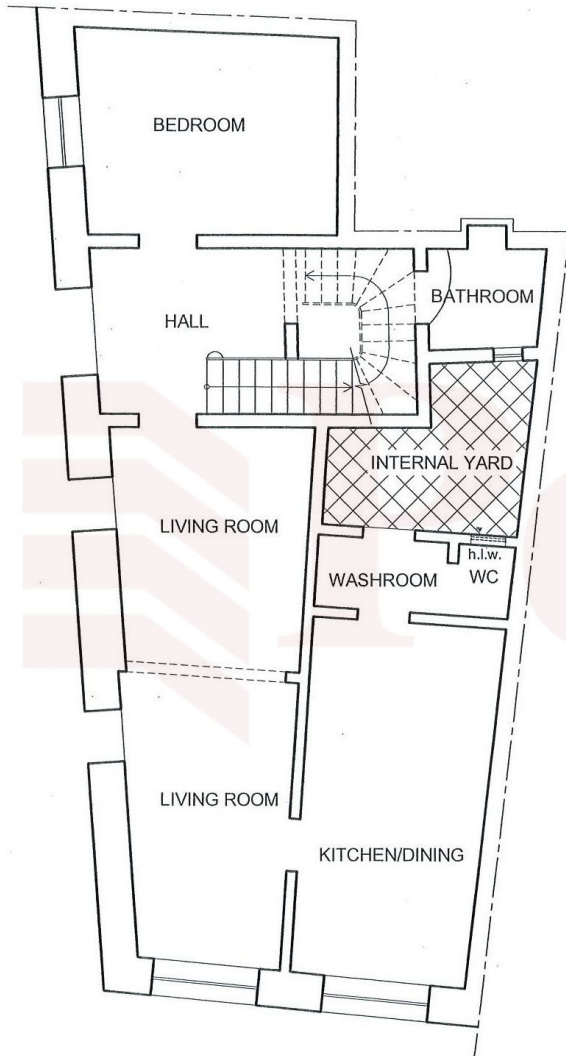 BEDROOM
BATHROOM
HALL
INTERNAL YARD
LIVING ROOM
h.l.w.
WASHROOM
WC
LIVING ROOM
KITCHEN/DINING